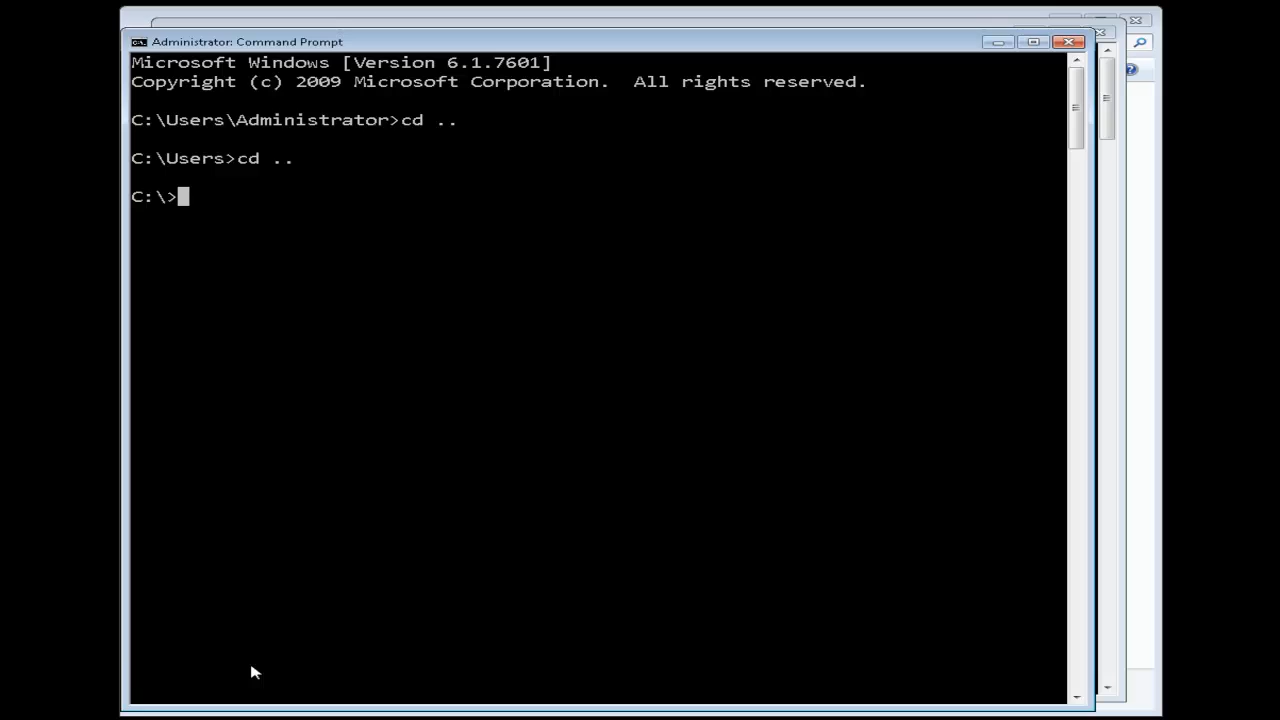 Administrator: Command Prompt
Microsoft Windows [Version 6.1.7601]
Copyright (c) 2009 Microsoft Corporation.  All rights reserved.
C:\Users\Administrator>cd ..
C:\Users>cd ..
C:\>